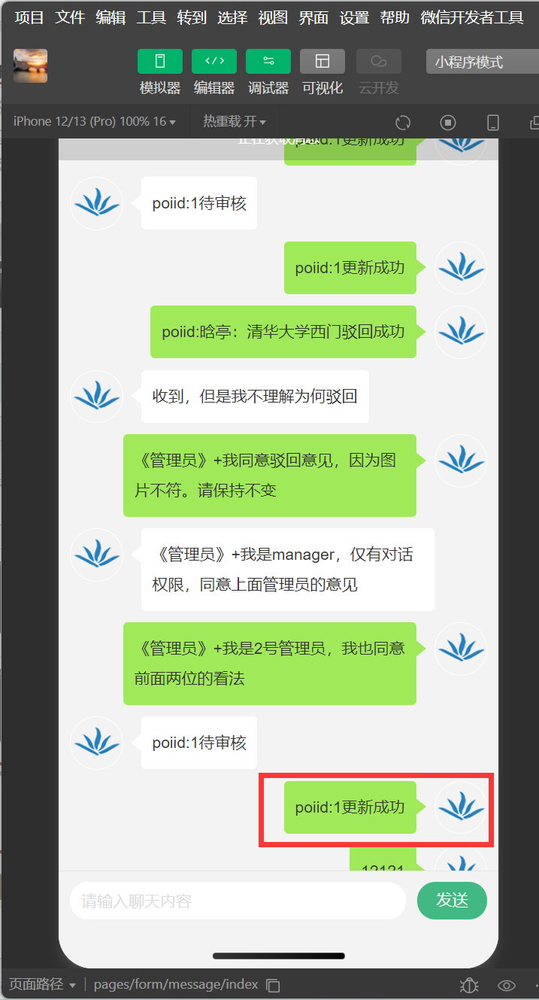 项目 文件 编辑 工具 转到 选择 视图 界面 设置 帮助 微信开发者工具
模拟器 编辑器 调试器 可视化 云开发 小程序模式
iPhone 12/13 (Pro) 100% 16 热重载 开
正在获取消息
poiid:1更新成功
poiid:1待审核
poiid:1更新成功
poiid:晗亭：清华大学西门驳回成功
收到，但是我不理解为何驳回
《管理员》+我同意驳回意见，因为图
片不符。请保持不变
《管理员》+我是manager，仅有对话
权限，同意上面管理员的意见
《管理员》+我是2号管理员，我也同意
前面两位的看法
poiid:1待审核
poiid:1更新成功
12121
请输入聊天内容 发送
页面路径 pages/form/message/index